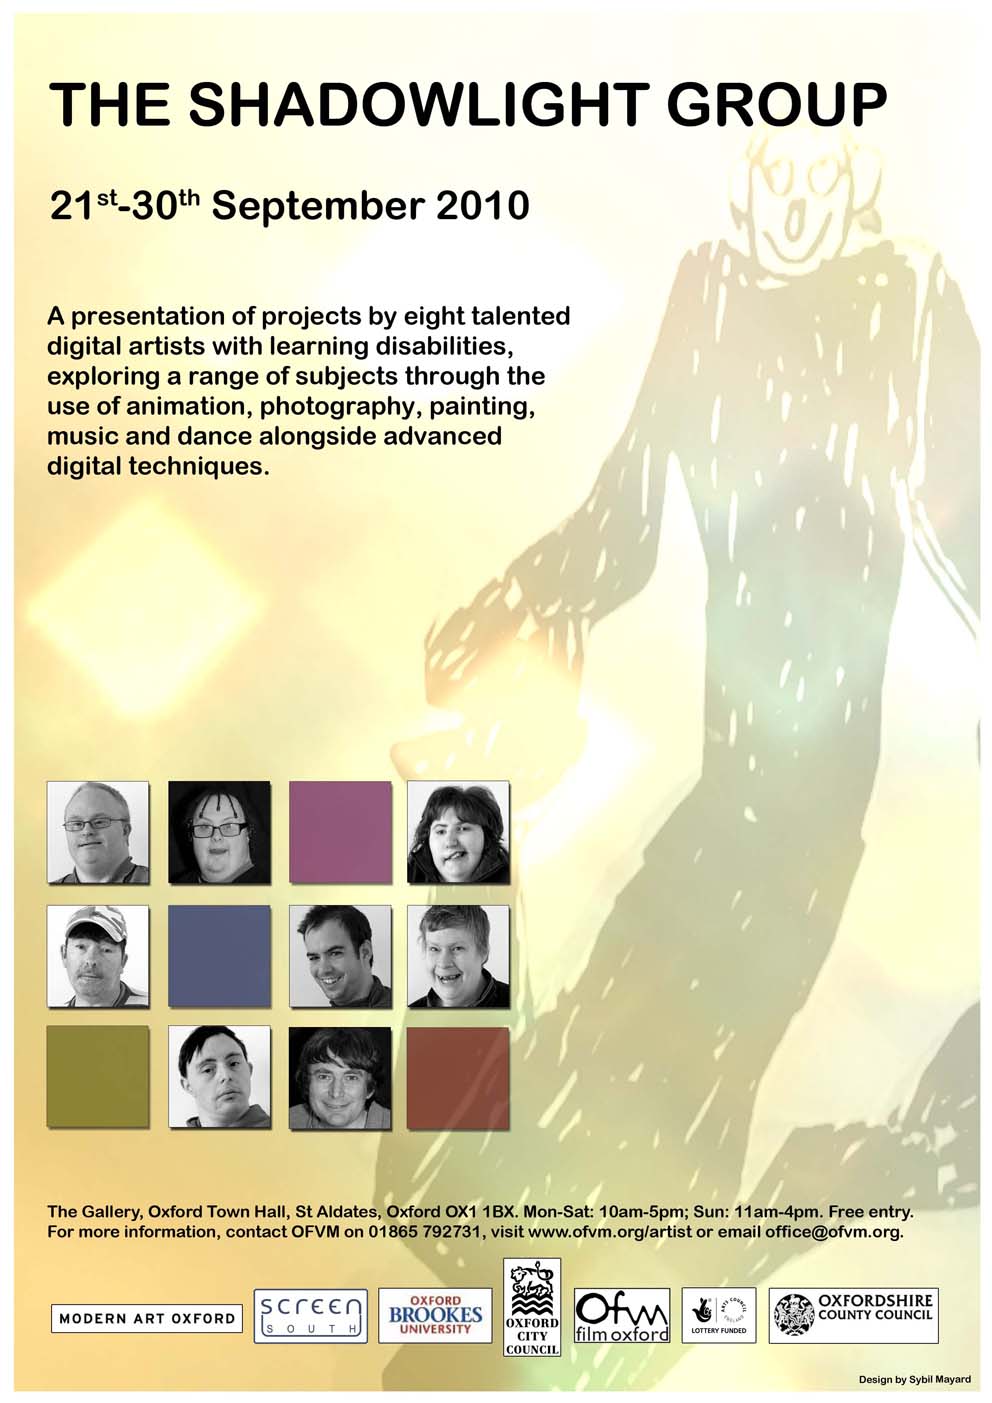 THE SHADOWLIGHT GROUP
21st-30th September 2010
A presentation of projects by eight talented
digital artists with learning disabilities,
exploring a range of subjects through the
use of animation, photography, painting,
music and dance alongside advanced
digital techniques.
The Gallery, Oxford Town Hall, St Aldates, Oxford OX1 1BX. Mon-Sat: 10am-5pm; Sun: 11am-4pm. Free entry.
For more information, contact OFVM on 01865 792731, visit www.ofvm.org/artist or email office@ofvm.org.
MODERN ART OXFORD
screen
SOUTH
OXFORD
BROOKES
UNIVERSITY
OXFORD
CITY
COUNCIL
Ofvm
film oxford
ARTS COUNCIL
ENGLAND
LOTTERY FUNDED
OXFORDSHIRE
COUNTY COUNCIL
Design by Sybil Mayard